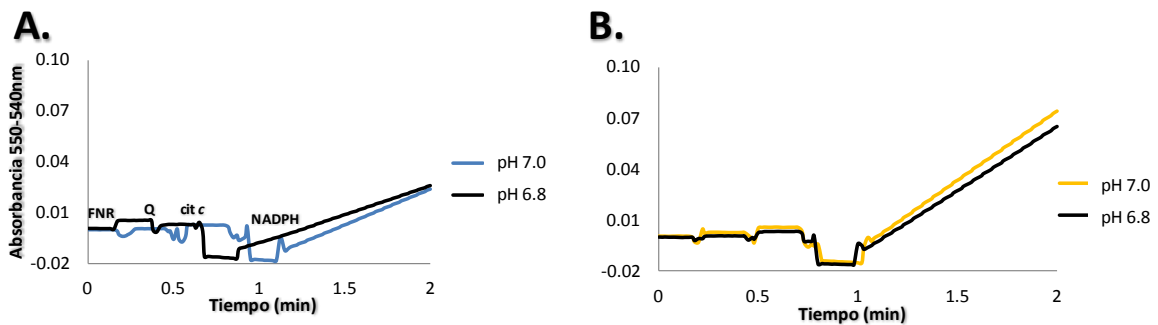 A.
Absorbancia 550-540nm
0.10
0.07
0.04
0.01
-0.02
FNR
Q
cit c
NADPH
0
0.5
1
1.5
2
Tiempo (min)
pH 7.0
pH 6.8
B.
0.10
0.07
0.04
0.01
-0.02
0
0.5
1
1.5
2
Tiempo (min)
pH 7.0
pH 6.8